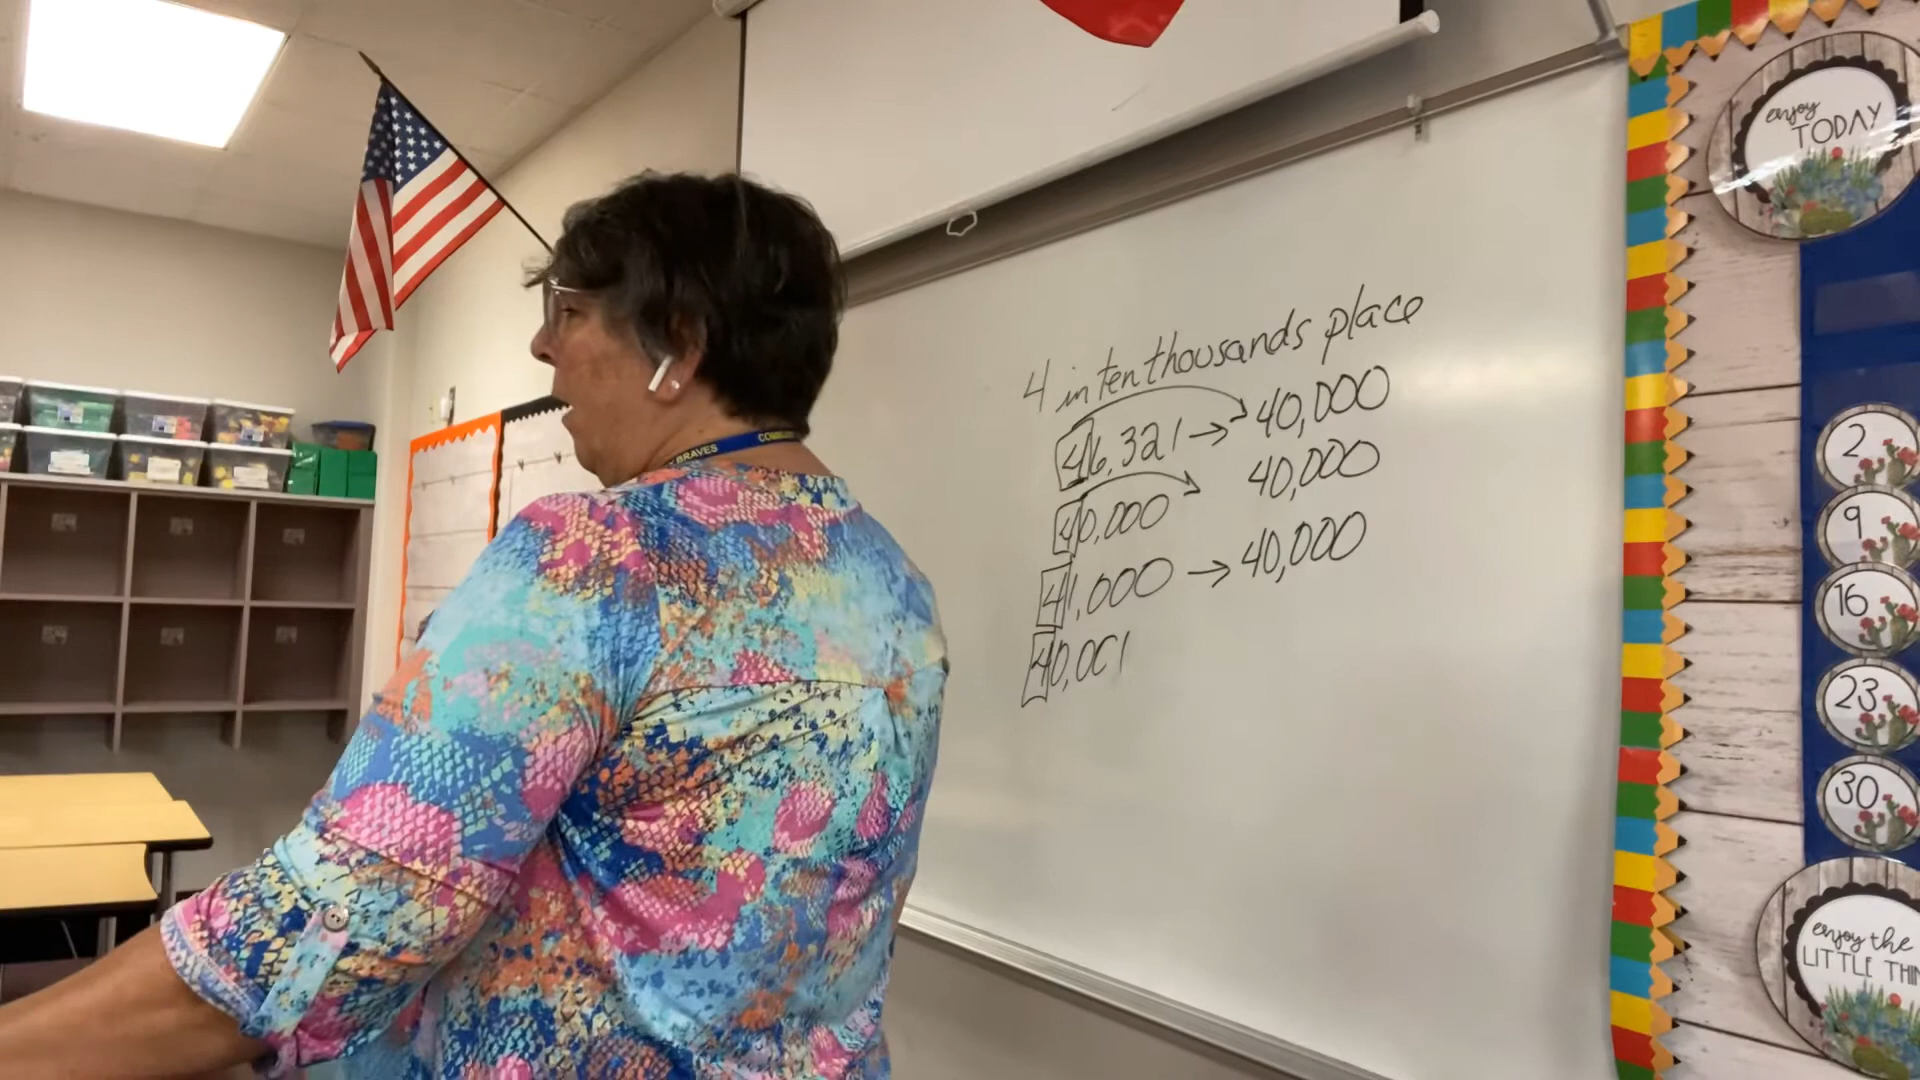 4 in ten thousands place
46,321 → 40,000
40,000 40,000
41,000 → 40,000
40,001
BRAVES
enjoy
TODAY
2
9
16
23
30
enjoy the
LITTLE THIN